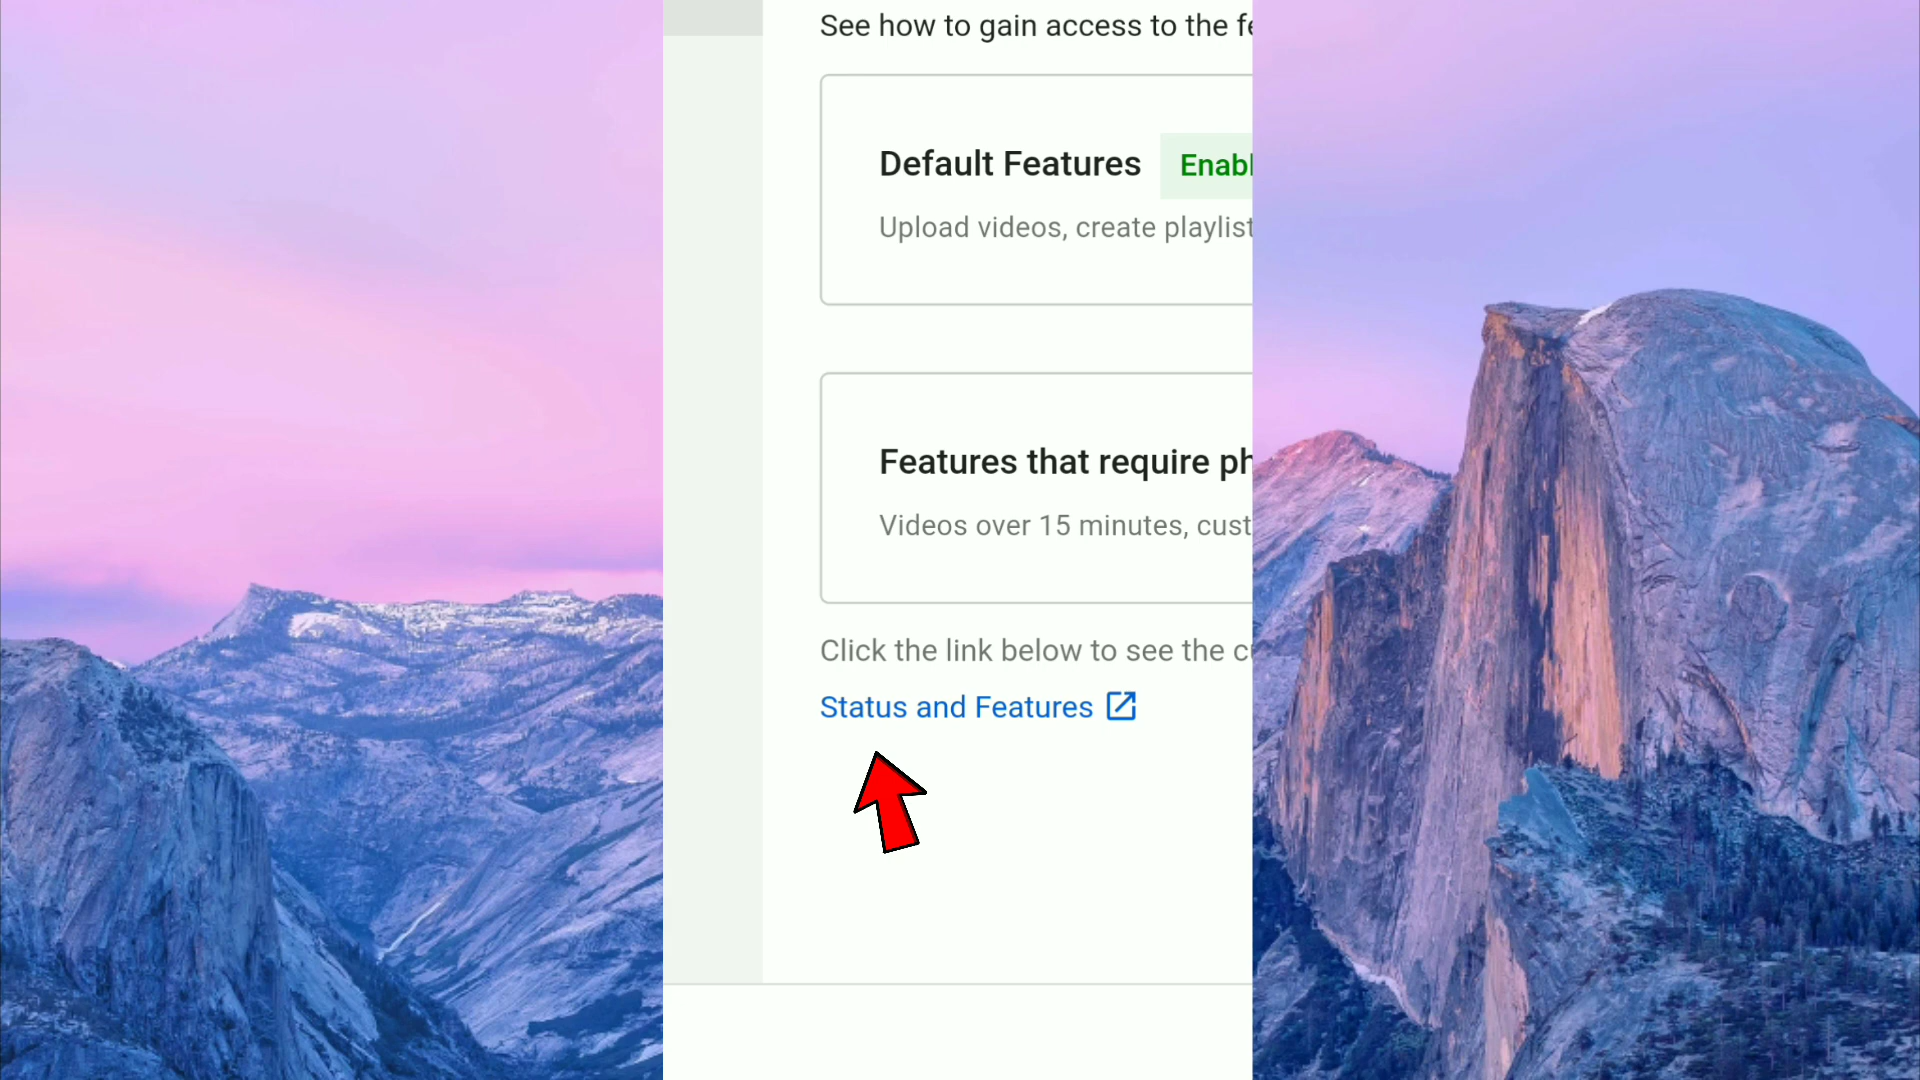 See how to gain access to the fe
Default Features Enabl
Upload videos, create playlist
Features that require ph
Videos over 15 minutes, cust
Click the link below to see the cu
Status and Features